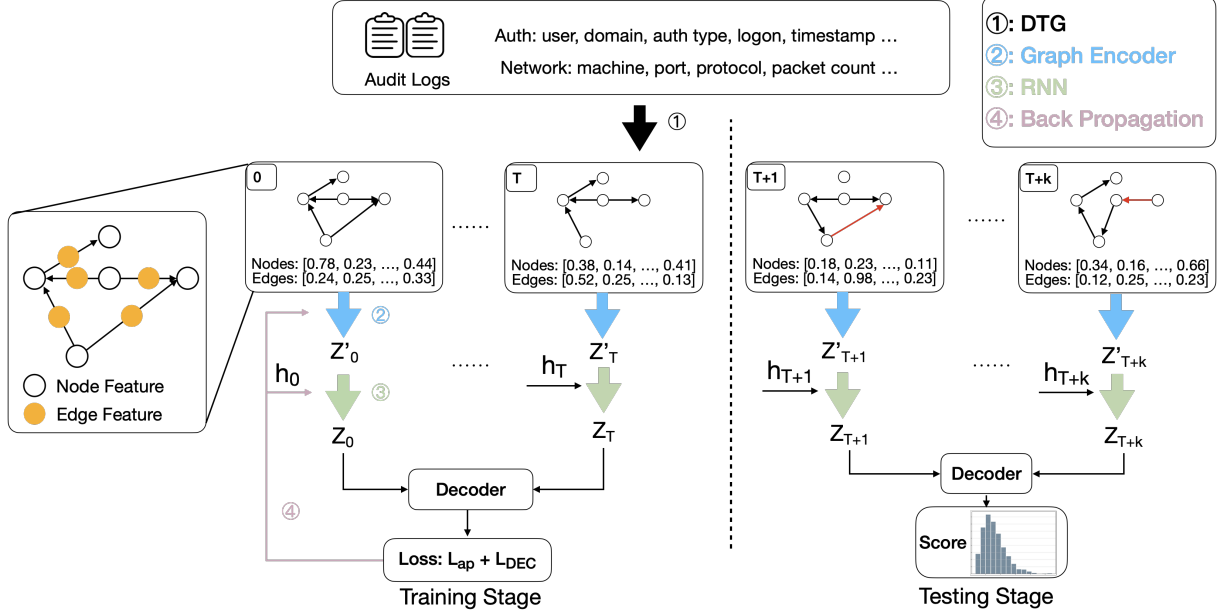 Audit Logs
Auth: user, domain, auth type, logon, timestamp ...
Network: machine, port, protocol, packet count ...
①: DTG
②: Graph Encoder
③: RNN
④: Back Propagation
①
0
Nodes: [0.78, 0.23, ..., 0.44]
Edges: [0.24, 0.25, ..., 0.33]
......
T
Nodes: [0.38, 0.14, ..., 0.41]
Edges: [0.52, 0.25, ..., 0.13]
T+1
Nodes: [0.18, 0.23, ..., 0.11]
Edges: [0.14, 0.98, ..., 0.23]
......
T+k
Nodes: [0.34, 0.16, ..., 0.66]
Edges: [0.12, 0.25, ..., 0.23]
Node Feature
Edge Feature
②
Z'0
h0
③
Z0
......
Z'T
hT
ZT
Z'T+1
hT+1
ZT+1
......
Z'T+k
hT+k
ZT+k
④
Decoder
Loss: Lap + LDEC
Training Stage
Decoder
Score
Testing Stage